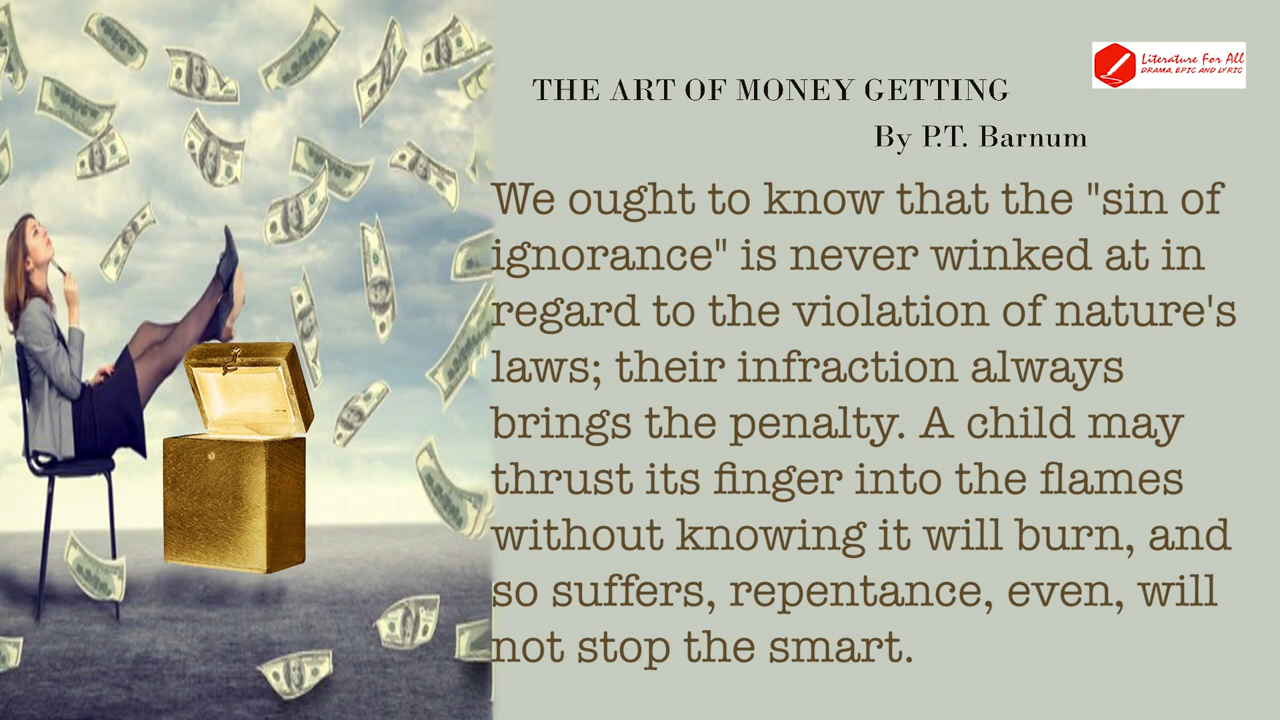 Literature For All
DRAMA, EPIC AND LYRIC
THE ART OF MONEY GETTING
By P.T. Barnum
We ought to know that the "sin of
ignorance" is never winked at in
regard to the violation of nature's
laws; their infraction always
brings the penalty. A child may
thrust its finger into the flames
without knowing it will burn, and
so suffers, repentance, even, will
not stop the smart.